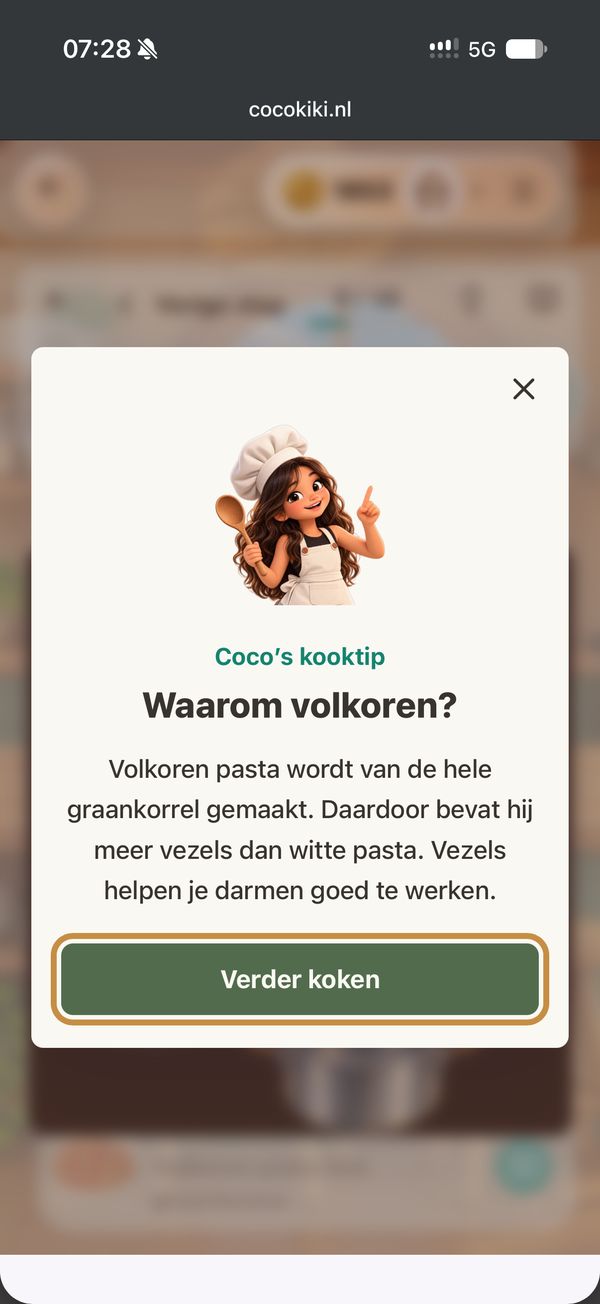 07:28
5G
cocokiki.nl
Coco’s kooktip
Waarom volkoren?
Volkoren pasta wordt van de hele
graankorrel gemaakt. Daardoor bevat hij
meer vezels dan witte pasta. Vezels
helpen je darmen goed te werken.
Verder koken